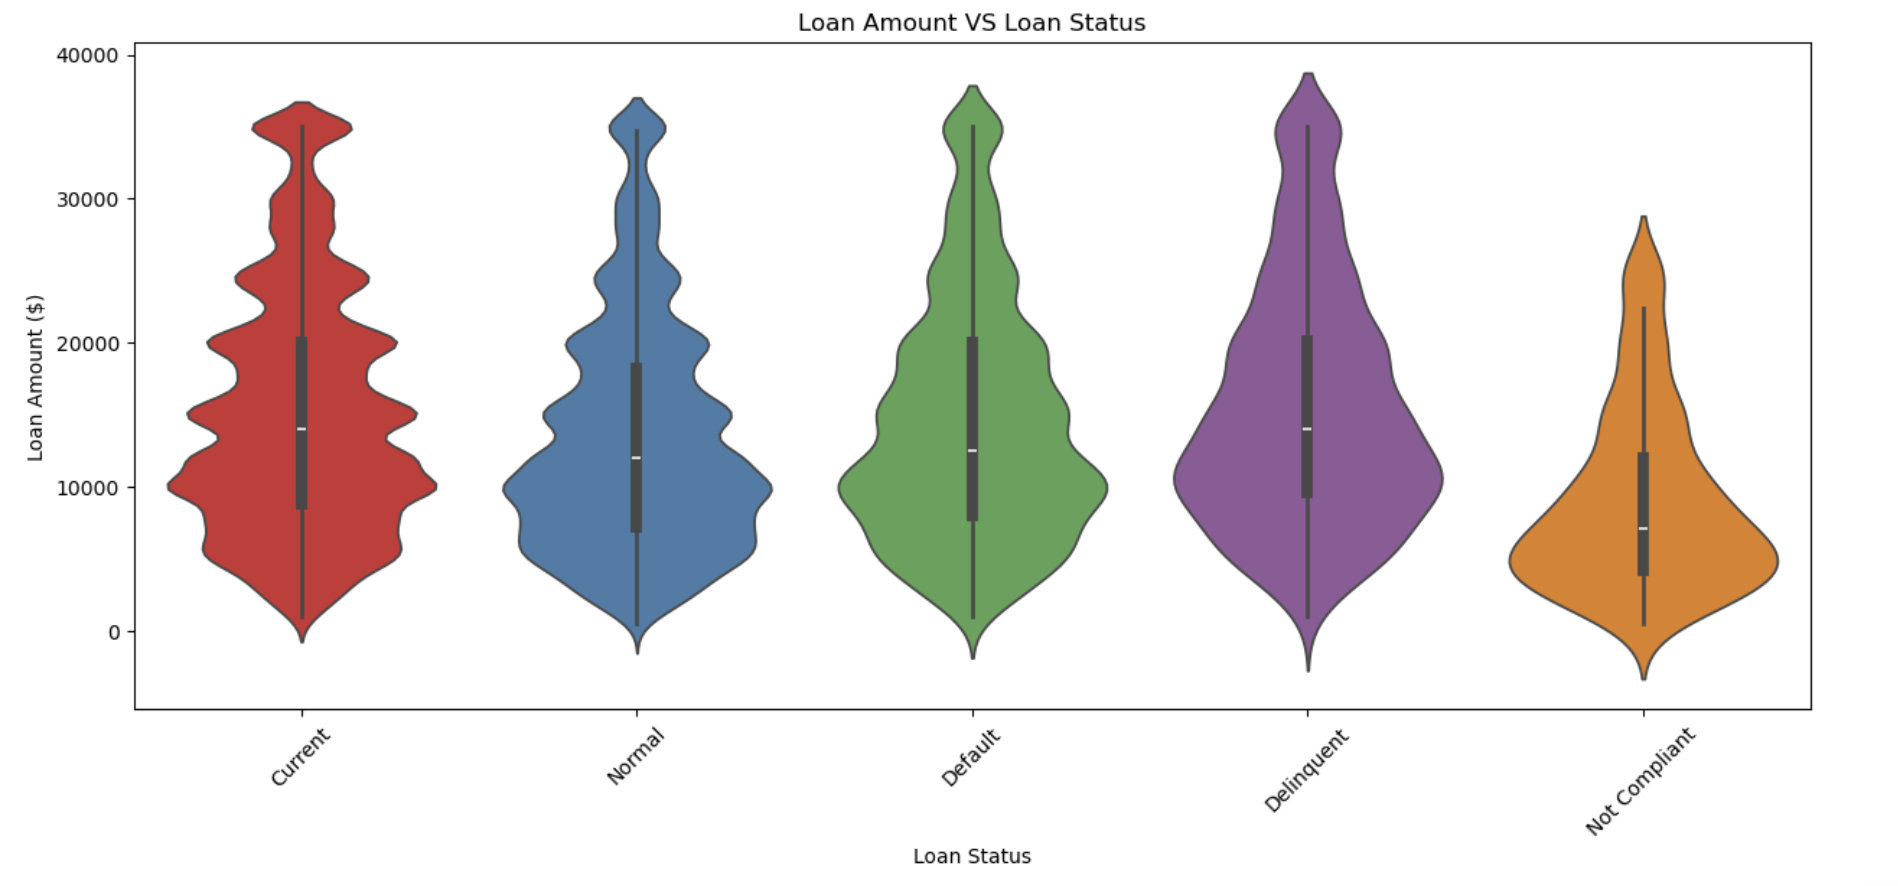 Loan Amount VS Loan Status
Loan Amount ($)
40000
30000
20000
10000
0
Current
Normal
Default
Delinquent
Not Compliant
Loan Status